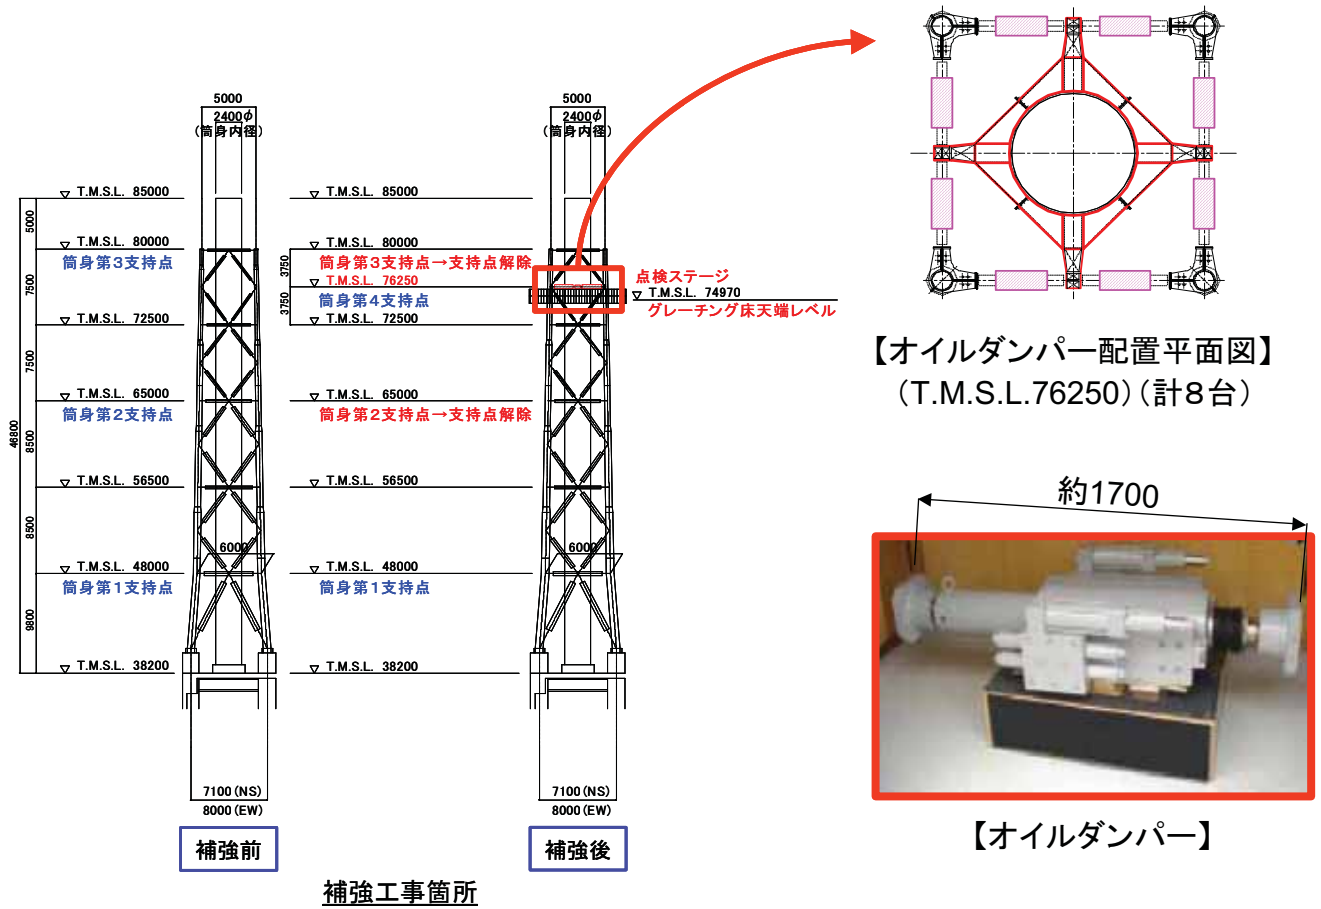 5000
2400φ
(筒身内径)
T.M.S.L. 85000
T.M.S.L. 80000
筒身第3支持点
T.M.S.L. 72500
T.M.S.L. 65000
筒身第2支持点
T.M.S.L. 56500
6000
T.M.S.L. 48000
筒身第1支持点
T.M.S.L. 38200
5000
7500
7500
8500
8500
9800
46800
7100(NS)
8000(EW)
補強前
5000
2400φ
(筒身内径)
T.M.S.L. 85000
T.M.S.L. 80000
筒身第3支持点→支持点解除
T.M.S.L. 76250
筒身第4支持点
T.M.S.L. 72500
3750
3750
点検ステージ
T.M.S.L. 74970
グレーチング床天端レベル
T.M.S.L. 65000
筒身第2支持点→支持点解除
T.M.S.L. 56500
6000
T.M.S.L. 48000
筒身第1支持点
T.M.S.L. 38200
7100(NS)
8000(EW)
補強後
補強工事箇所
【オイルダンパー配置平面図】
(T.M.S.L.76250)(計8台)
約1700
【オイルダンパー】